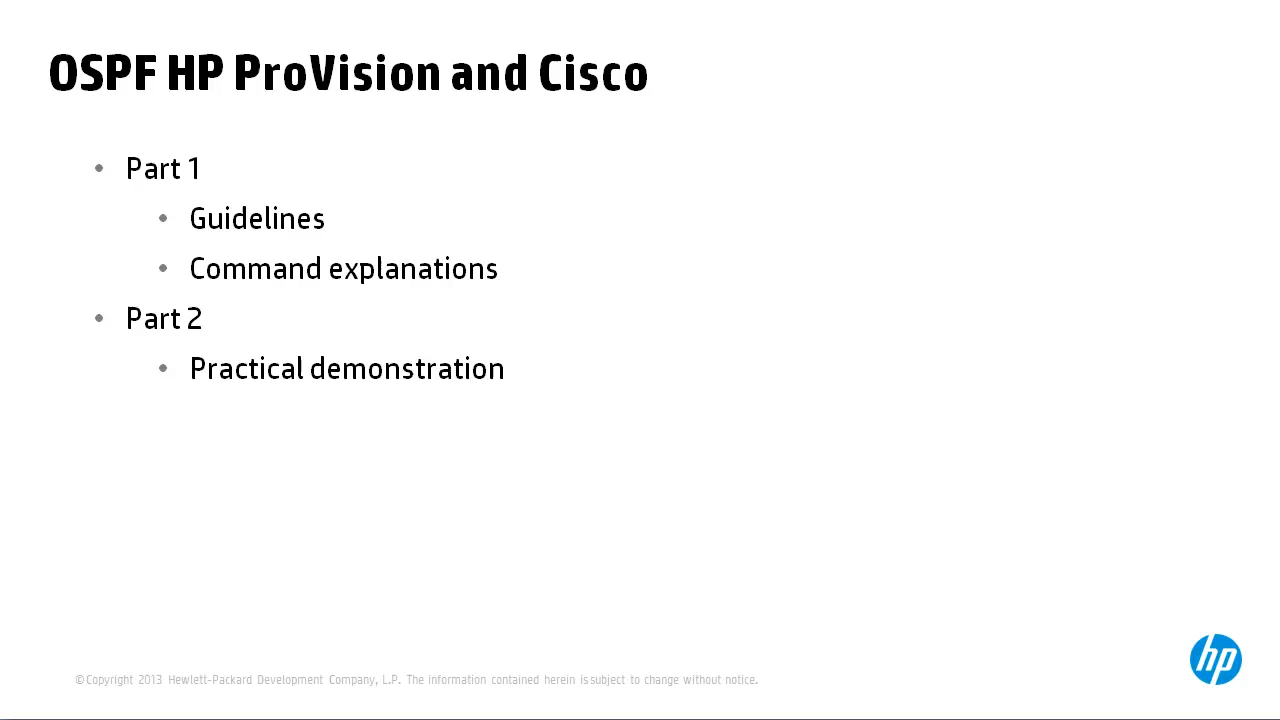 OSPF HP ProVision and Cisco
• Part 1
• Guidelines
• Command explanations
• Part 2
• Practical demonstration
hp
©Copyright 2013 Hewlett-Packard Development Company, L.P. The information contained herein is subject to change without notice.